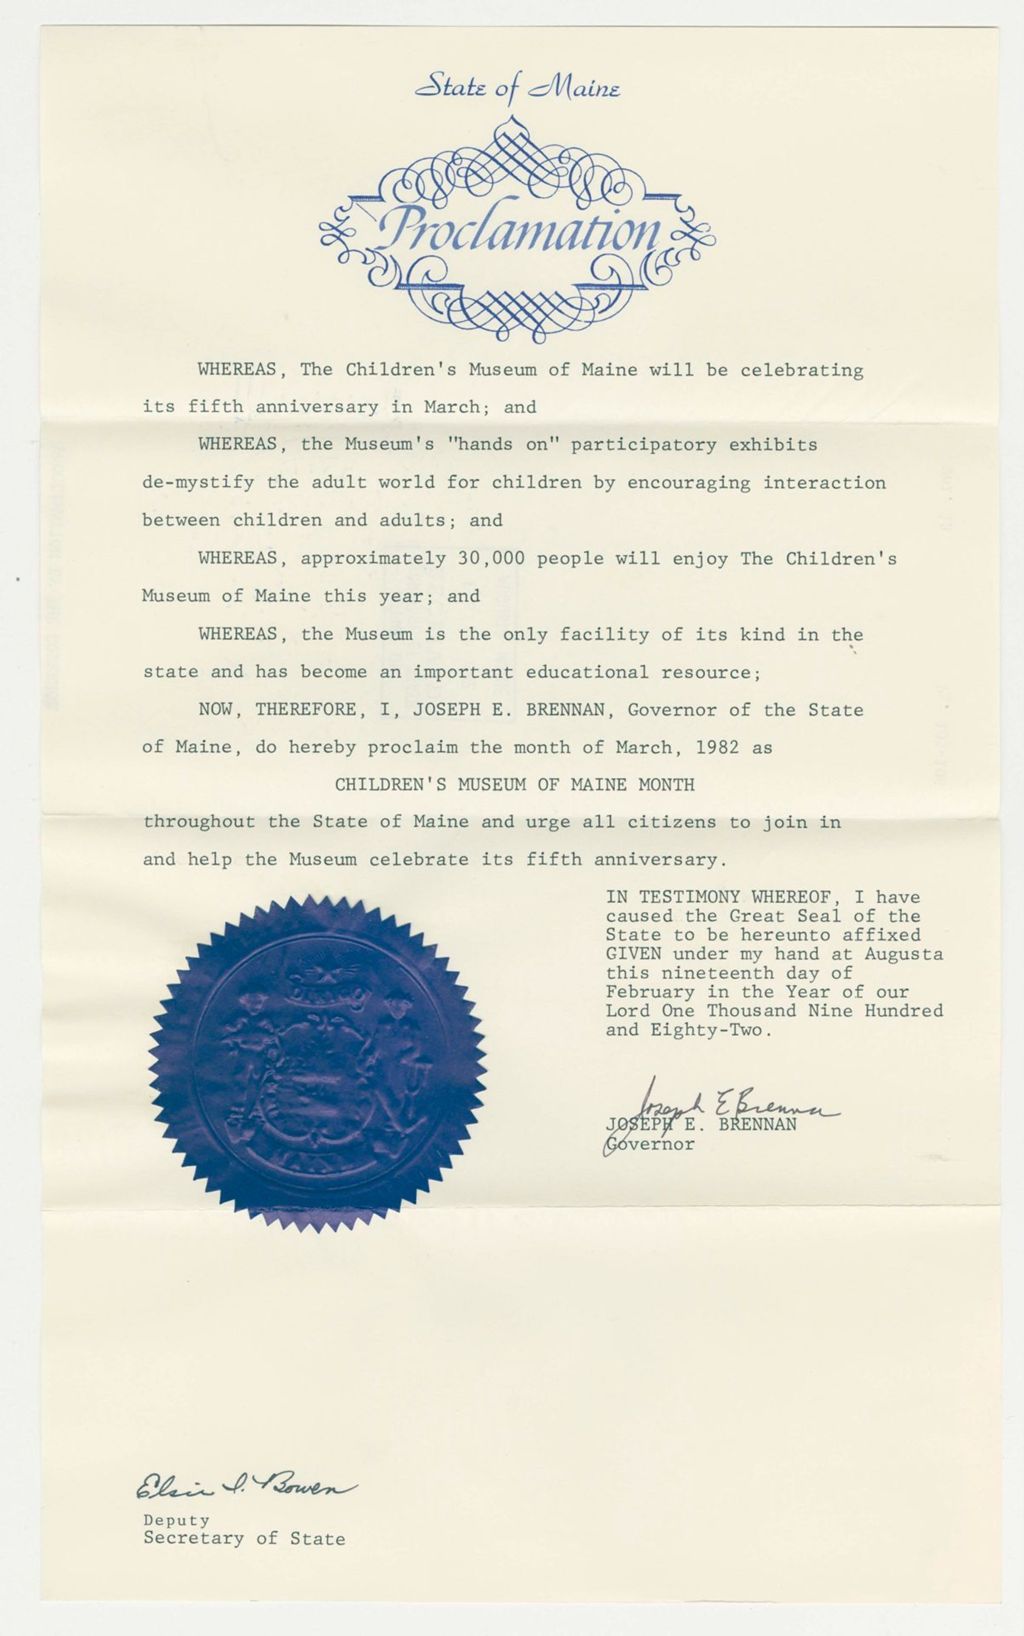 State of Maine
Proclamation
WHEREAS, The Children's Museum of Maine will be celebrating
its fifth anniversary in March; and
WHEREAS, the Museum's "hands on" participatory exhibits
de-mystify the adult world for children by encouraging interaction
between children and adults; and
WHEREAS, approximately 30,000 people will enjoy The Children's
Museum of Maine this year; and
WHEREAS, the Museum is the only facility of its kind in the
state and has become an important educational resource;
NOW, THEREFORE, I, JOSEPH E. BRENNAN, Governor of the State
of Maine, do hereby proclaim the month of March, 1982 as
CHILDREN'S MUSEUM OF MAINE MONTH
throughout the State of Maine and urge all citizens to join in
and help the Museum celebrate its fifth anniversary.
IN TESTIMONY WHEREOF, I have
caused the Great Seal of the
State to be hereunto affixed
GIVEN under my hand at Augusta
this nineteenth day of
February in the Year of our
Lord One Thousand Nine Hundred
and Eighty-Two.
Joseph E Brennan
JOSEPH E. BRENNAN
Governor
Elsie I. Bowen
Deputy
Secretary of State